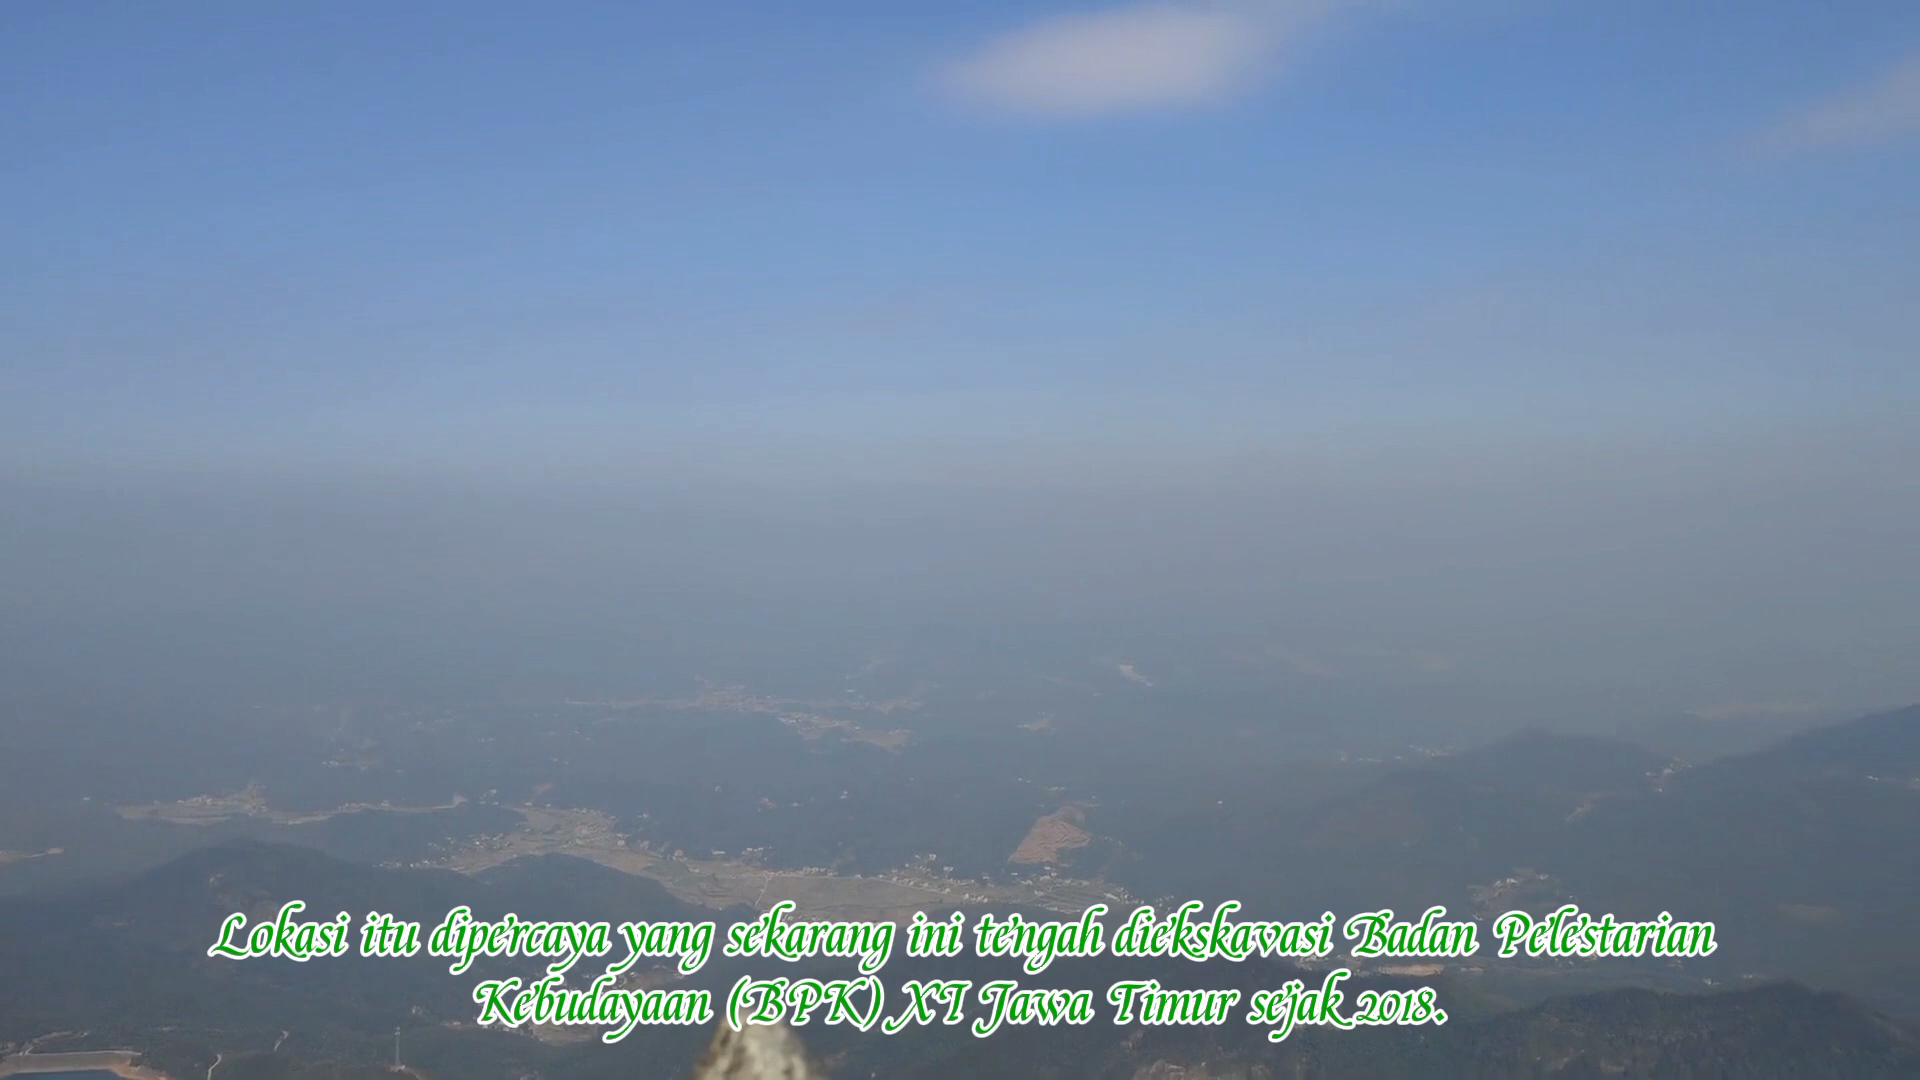 Lokasi itu dipercaya yang sekarang ini tengah diekskavasi Badan Pelestarian
Kebudayaan (BPK) XI Jawa Timur sejak 2018.